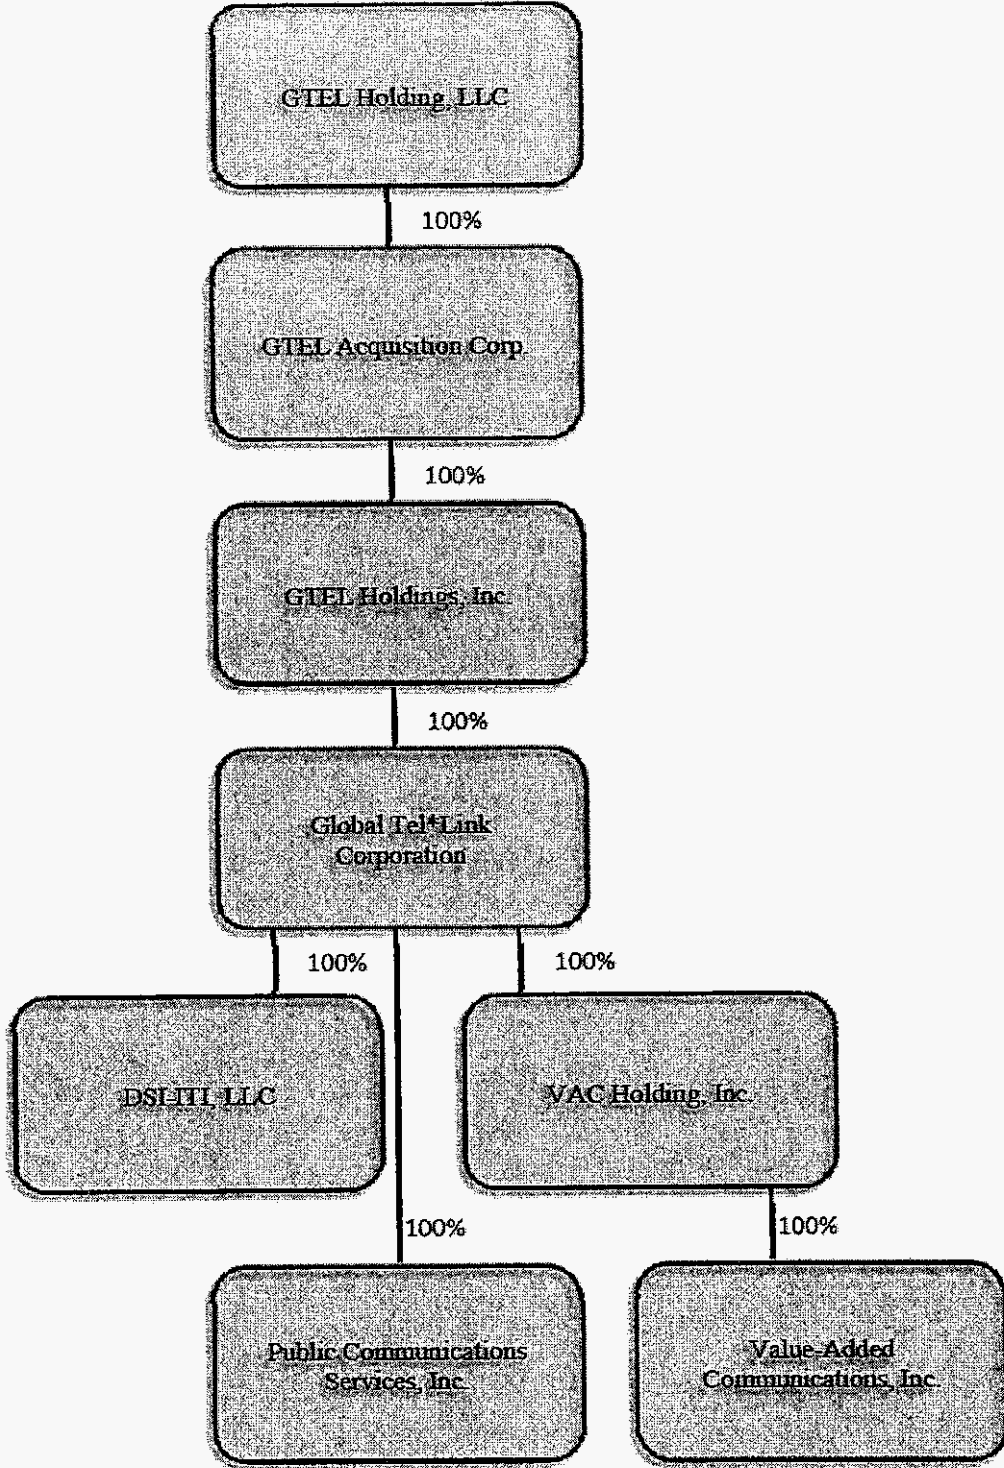 GTEL Holding, LLC
100%
GTEL Acquisition Corp.
100%
GTEL Holdings, Inc.
100%
Global Tel*Link
Corporation
100%
100%
DSI-ITI, LLC
VAC Holding, Inc.
100%
100%
Public Communications
Services, Inc.
Value-Added
Communications, Inc.